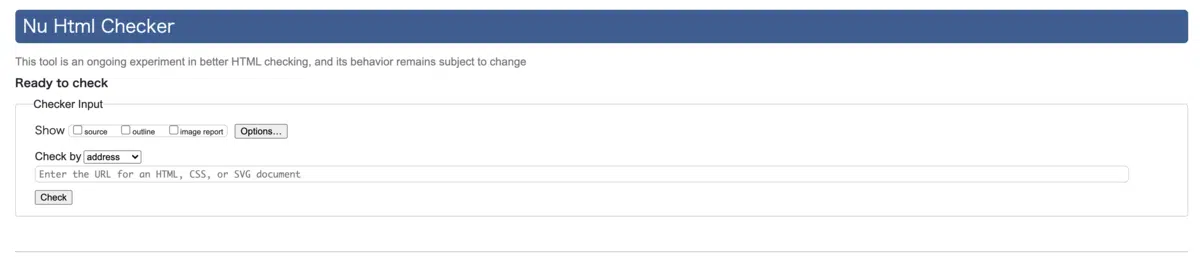 Nu Html Checker
This tool is an ongoing experiment in better HTML checking, and its behavior remains subject to change
Ready to check
Checker Input
Show source outline image report Options...
Check by address
Enter the URL for an HTML, CSS, or SVG document
Check